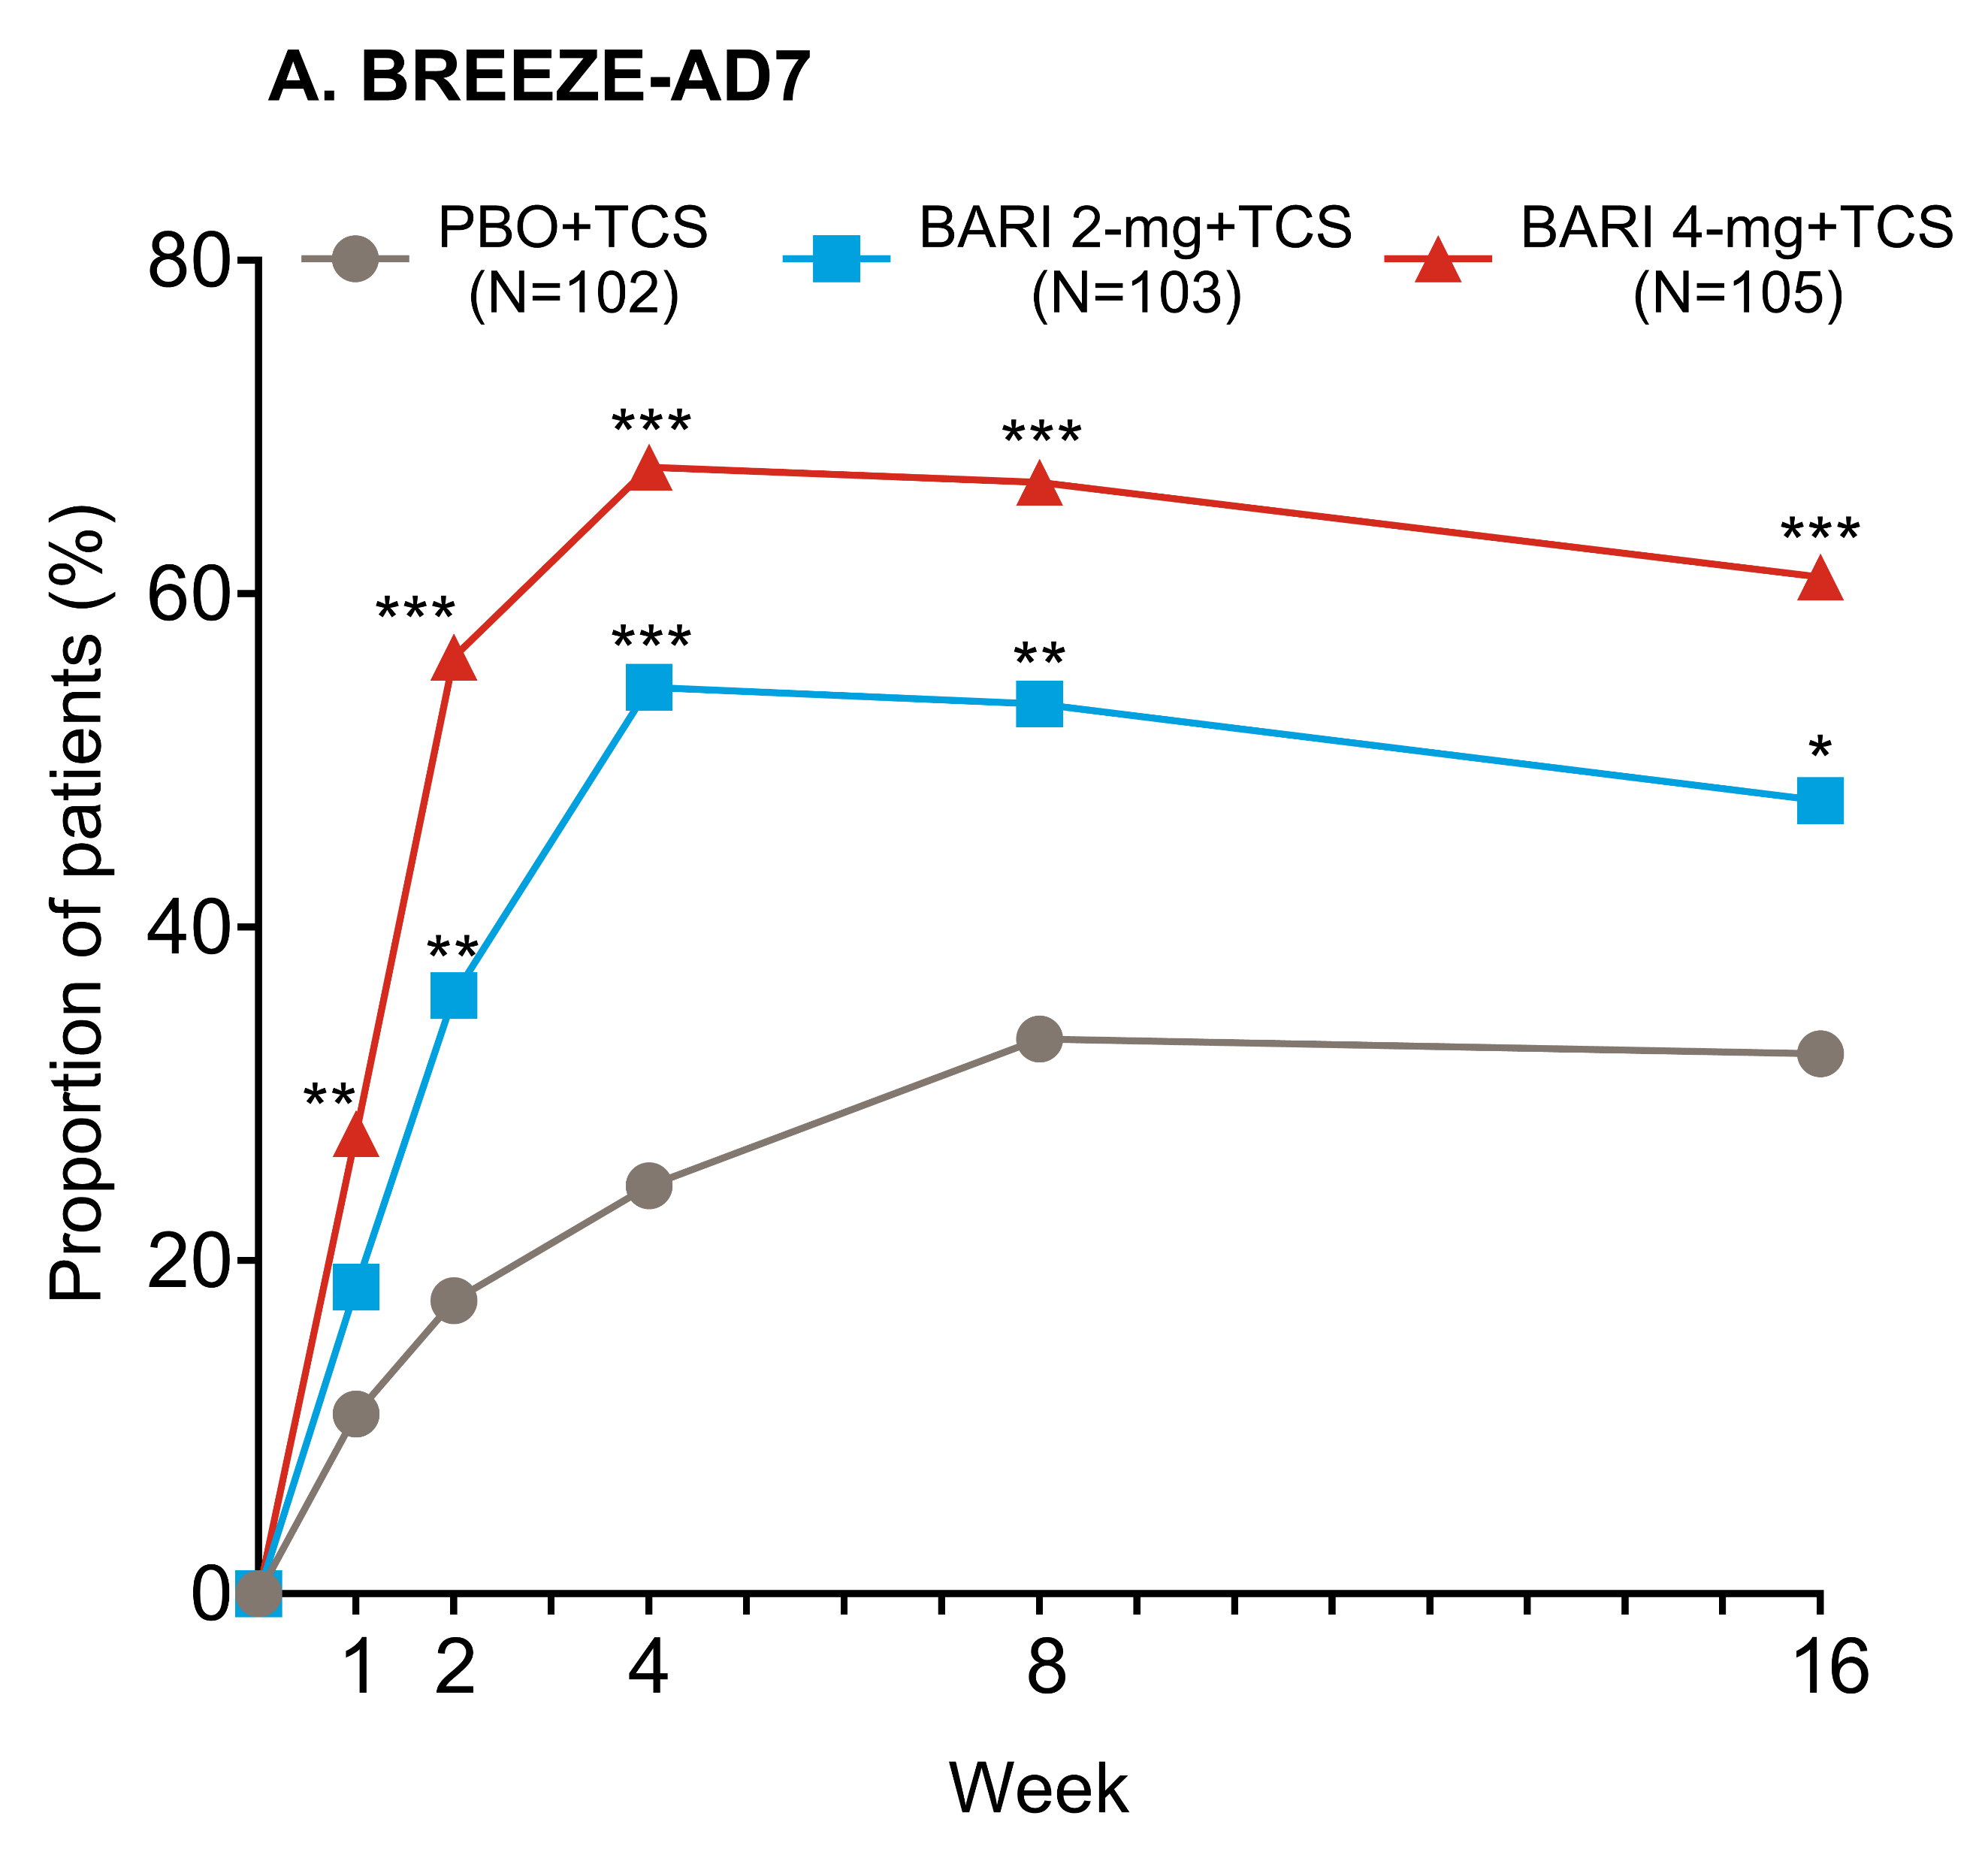 A. BREEZE-AD7
PBO+TCS
(N=102)
BARI 2-mg+TCS
(N=103)
BARI 4-mg+TCS
(N=105)
Proportion of patients (%)
80
60
40
20
0
***
***
***
***
***
**
*
**
**
1 2 4 8 16
Week